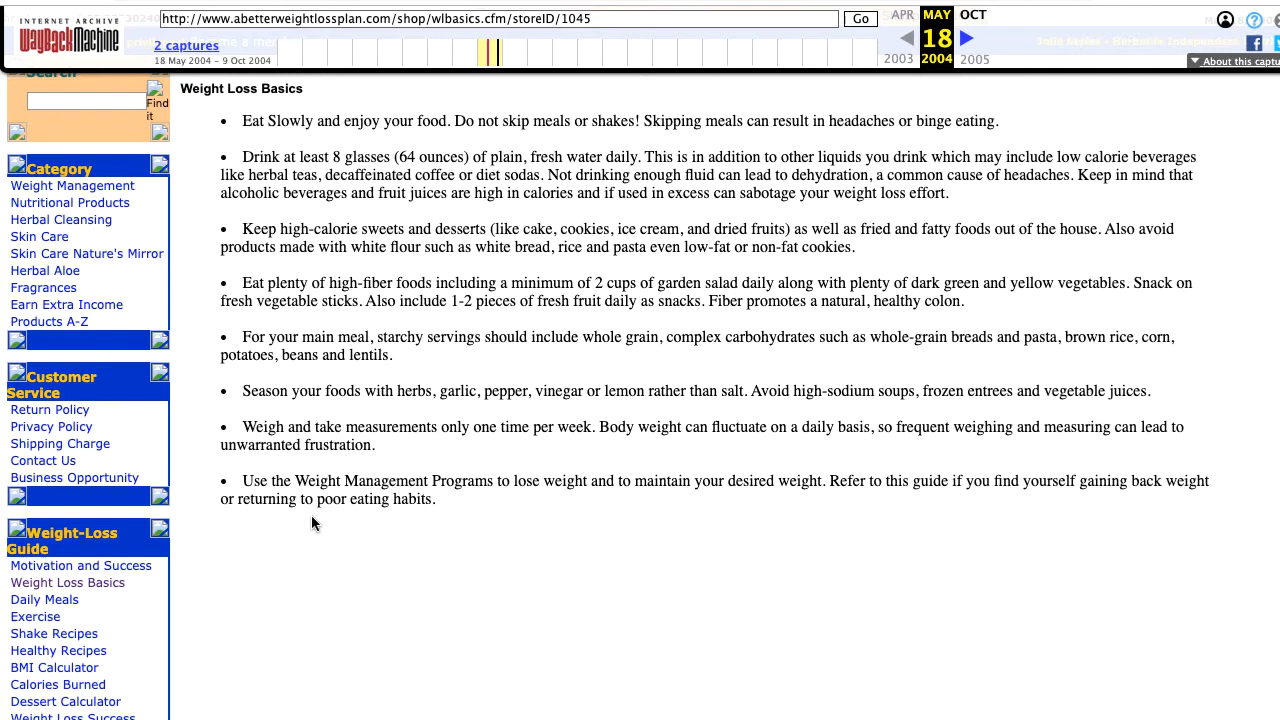 INTERNET ARCHIVE
WayBackMachine
http://www.abetterweightlossplan.com/shop/wlbasics.cfm/storeID/1045
Go
APR
MAY
OCT
2 captures
18
18 May 2004 – 9 Oct 2004
2003
2004
2005
About this captu
Search
Find
it
Category
Weight Management
Nutritional Products
Herbal Cleansing
Skin Care
Skin Care Nature's Mirror
Herbal Aloe
Fragrances
Earn Extra Income
Products A-Z
Customer
Service
Return Policy
Privacy Policy
Shipping Charge
Contact Us
Business Opportunity
Weight-Loss
Guide
Motivation and Success
Weight Loss Basics
Daily Meals
Exercise
Shake Recipes
Healthy Recipes
BMI Calculator
Calories Burned
Dessert Calculator
Weight Loss Success
Weight Loss Basics
• Eat Slowly and enjoy your food. Do not skip meals or shakes! Skipping meals can result in headaches or binge eating.
• Drink at least 8 glasses (64 ounces) of plain, fresh water daily. This is in addition to other liquids you drink which may include low calorie beverages
like herbal teas, decaffeinated coffee or diet sodas. Not drinking enough fluid can lead to dehydration, a common cause of headaches. Keep in mind that
alcoholic beverages and fruit juices are high in calories and if used in excess can sabotage your weight loss effort.
• Keep high-calorie sweets and desserts (like cake, cookies, ice cream, and dried fruits) as well as fried and fatty foods out of the house. Also avoid
products made with white flour such as white bread, rice and pasta even low-fat or non-fat cookies.
• Eat plenty of high-fiber foods including a minimum of 2 cups of garden salad daily along with plenty of dark green and yellow vegetables. Snack on
fresh vegetable sticks. Also include 1-2 pieces of fresh fruit daily as snacks. Fiber promotes a natural, healthy colon.
• For your main meal, starchy servings should include whole grain, complex carbohydrates such as whole-grain breads and pasta, brown rice, corn,
potatoes, beans and lentils.
• Season your foods with herbs, garlic, pepper, vinegar or lemon rather than salt. Avoid high-sodium soups, frozen entrees and vegetable juices.
• Weigh and take measurements only one time per week. Body weight can fluctuate on a daily basis, so frequent weighing and measuring can lead to
unwarranted frustration.
• Use the Weight Management Programs to lose weight and to maintain your desired weight. Refer to this guide if you find yourself gaining back weight
or returning to poor eating habits.